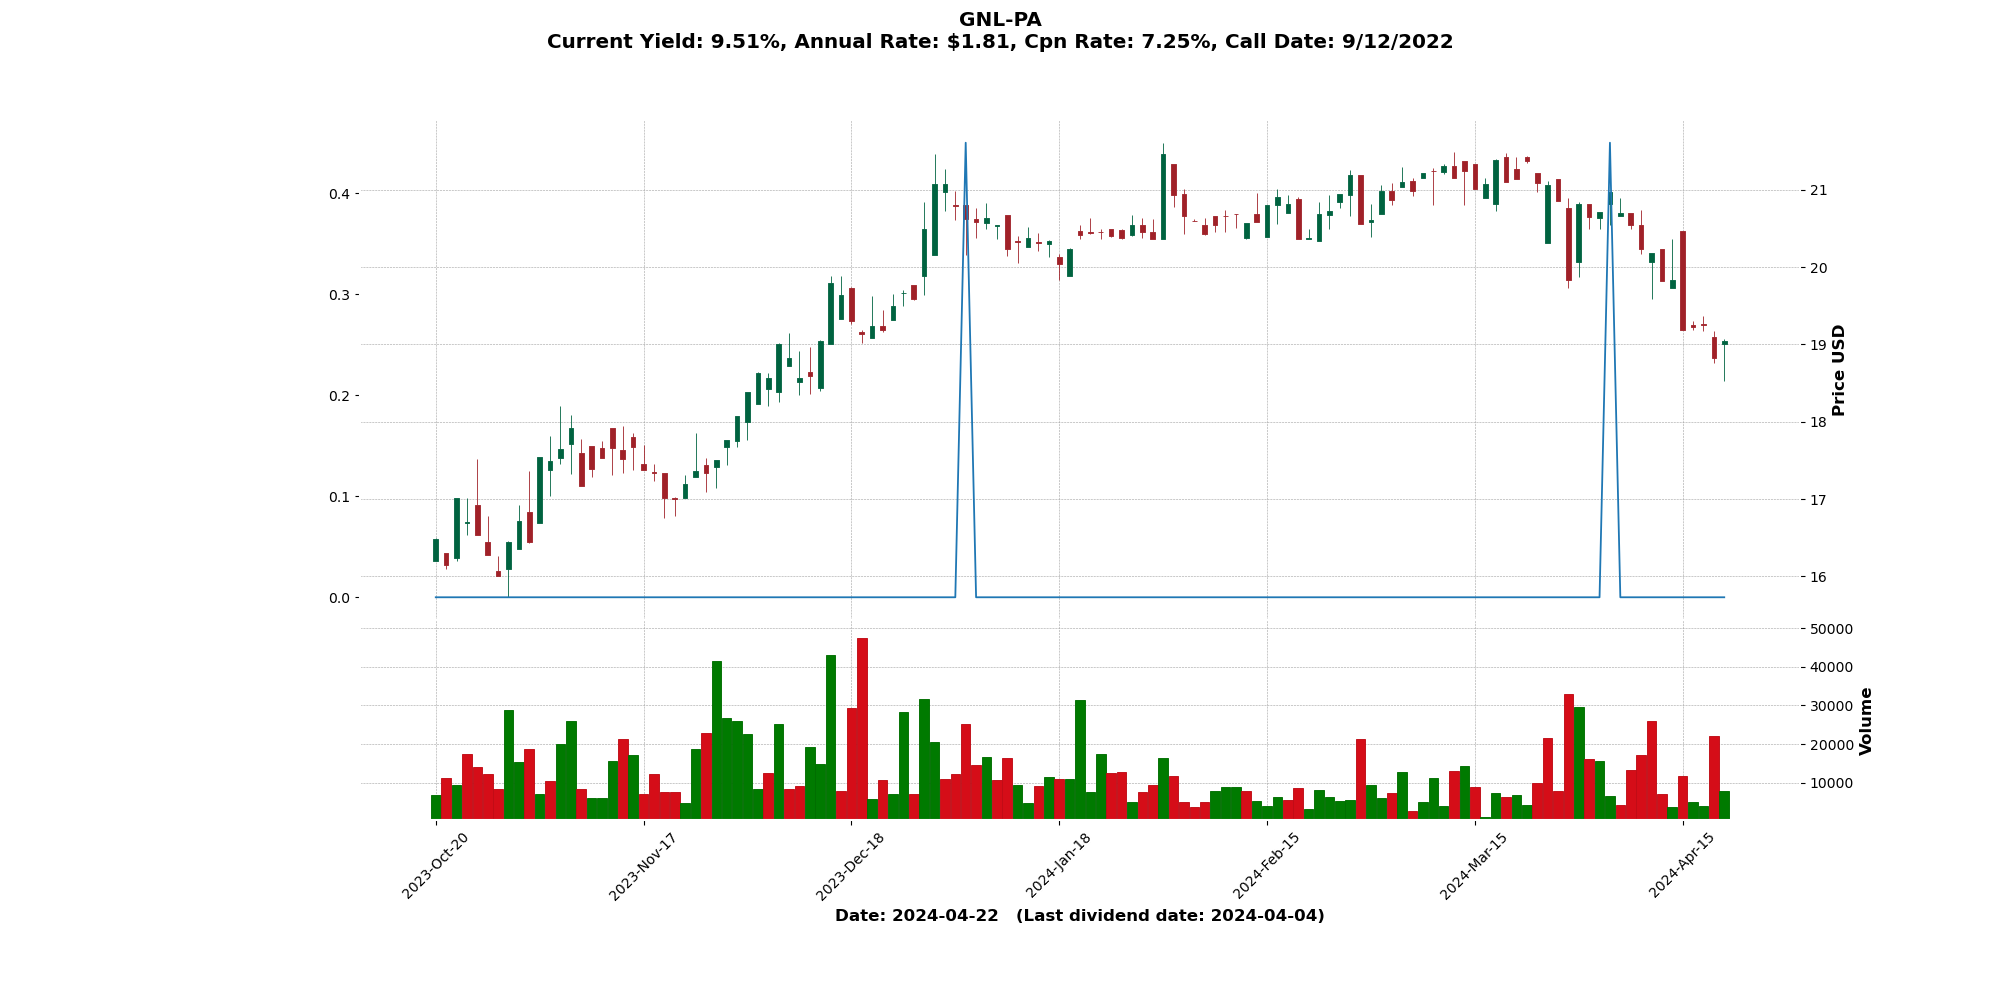 GNL-PA
Current Yield: 9.51%, Annual Rate: $1.81, Cpn Rate: 7.25%, Call Date: 9/12/2022
0.4
0.3
0.2
0.1
0.0
21
20
19
18
17
16
Price USD
50000
40000
30000
20000
10000
Volume
2023-Oct-20
2023-Nov-17
2023-Dec-18
2024-Jan-18
2024-Feb-15
2024-Mar-15
2024-Apr-15
Date: 2024-04-22 (Last dividend date: 2024-04-04)